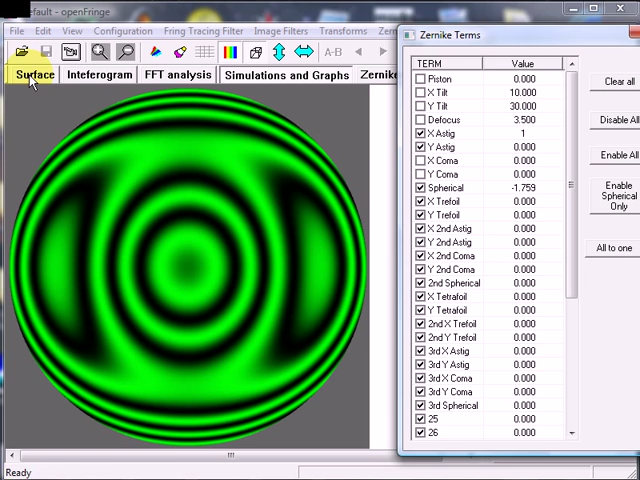 efault - openFringe
File Edit View Configuration Fring Tracing Filter Image Filters Transforms Zer
A-B
Surface Inteferogram FFT analysis Simulations and Graphs Zernike
Zernike Terms
TERM Value
Piston 0.000
X Tilt 10.000
Y Tilt 30.000
Defocus 3.500
X Astig 1
Y Astig 0.000
X Coma 0.000
Y Coma 0.000
Spherical -1.759
X Trefoil 0.000
Y Trefoil 0.000
X 2nd Astig 0.000
Y 2nd Astig 0.000
X 2nd Coma 0.000
Y 2nd Coma 0.000
2nd Spherical 0.000
X Tetrafoil 0.000
Y Tetrafoil 0.000
2nd X Trefoil 0.000
2nd Y Trefoil 0.000
3rd X Astig 0.000
3rd Y Astig 0.000
3rd X Coma 0.000
3rd Y Coma 0.000
3rd Spherical 0.000
25 0.000
26 0.000
Clear all
Disable All
Enable All
Enable
Spherical
Only
All to one
Ready